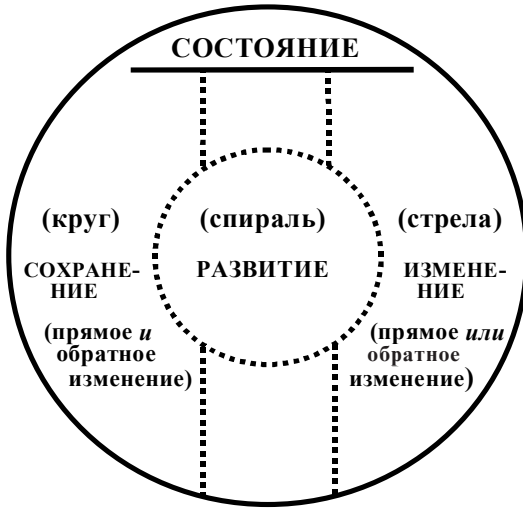 СОСТОЯНИЕ
(круг)
СОХРАНЕ-
НИЕ
(прямое и
обратное
изменение)
(спираль)
РАЗВИТИЕ
(стрела)
ИЗМЕНЕ-
НИЕ
(прямое или
обратное
изменение)